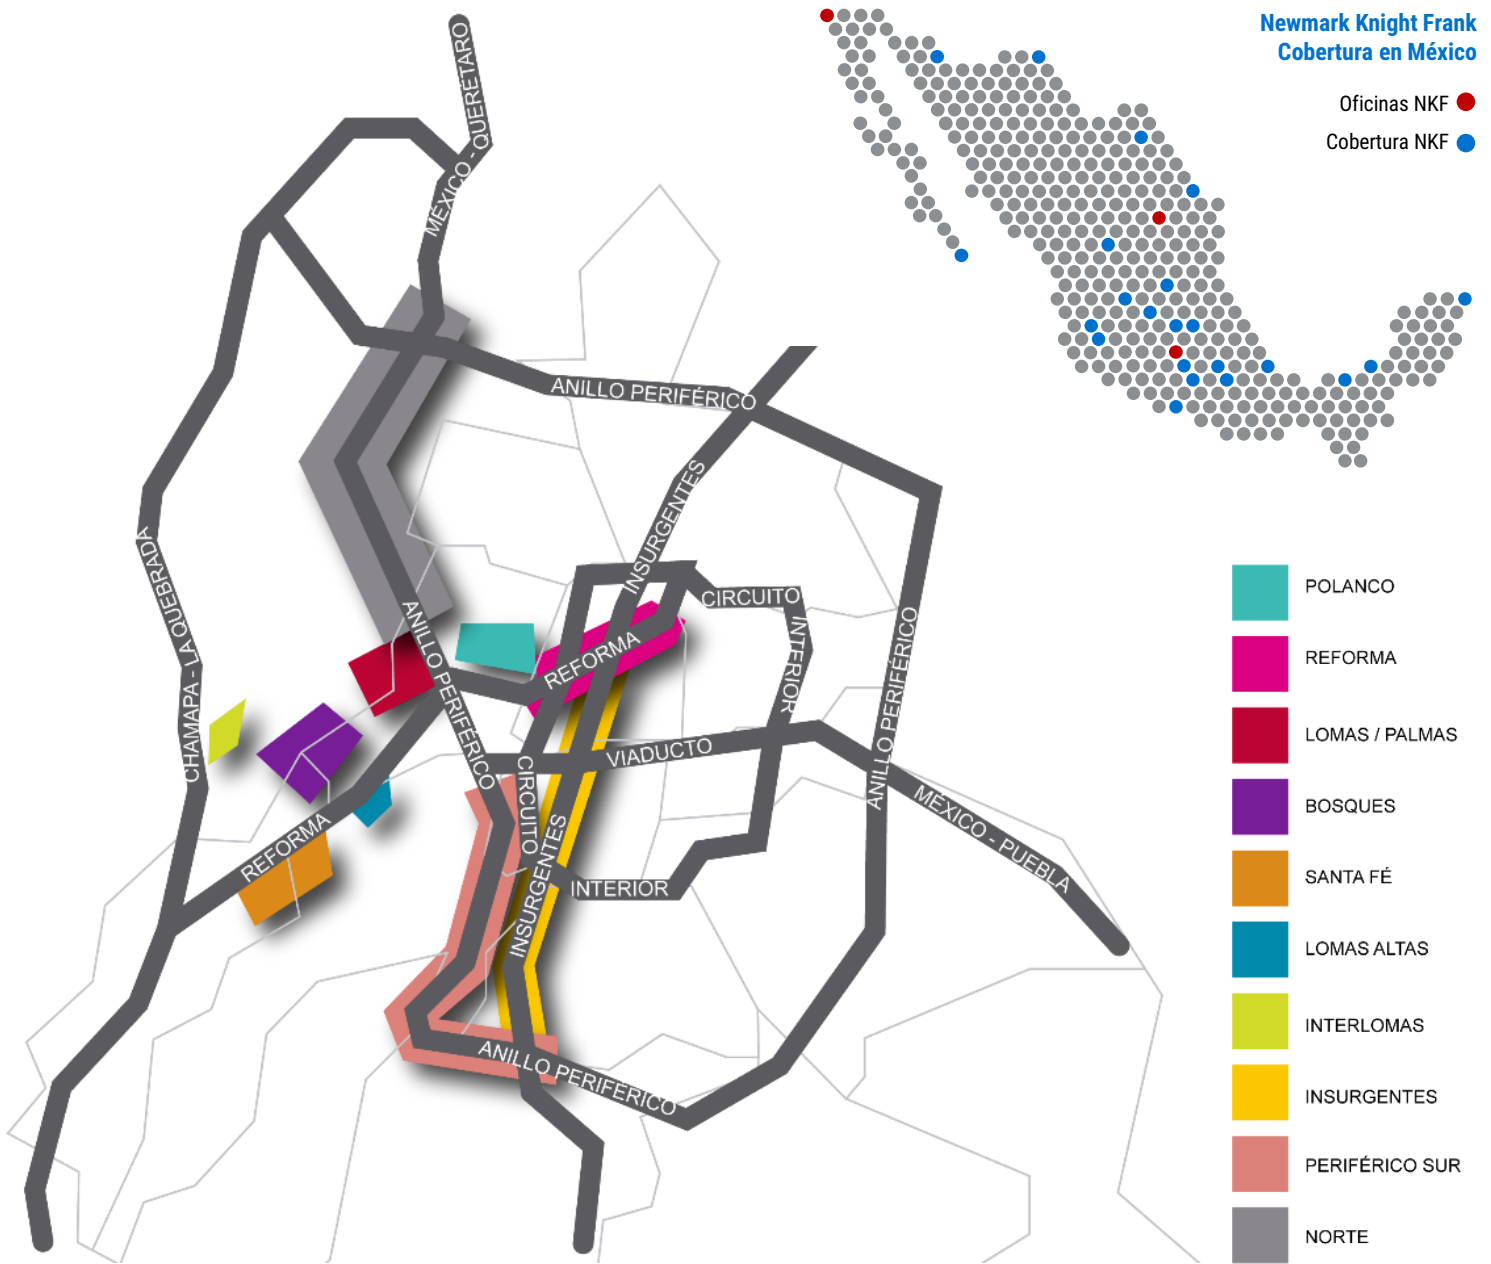 Newmark Knight Frank
Cobertura en México
Oficinas NKF
Cobertura NKF
MÉXICO - QUERÉTARO
ANILLO PERIFÉRICO
INSURGENTES
CHAMAPA - LA QUEBRADA
CIRCUITO
INTERIOR
ANILLO PERIFÉRICO
REFORMA
ANILLO PERIFÉRICO
VIADUCTO
CIRCUITO
INTERIOR
INSURGENTES
REFORMA
MÉXICO - PUEBLA
ANILLO PERIFÉRICO
POLANCO
REFORMA
LOMAS / PALMAS
BOSQUES
SANTA FÉ
LOMAS ALTAS
INTERLOMAS
INSURGENTES
PERIFÉRICO SUR
NORTE